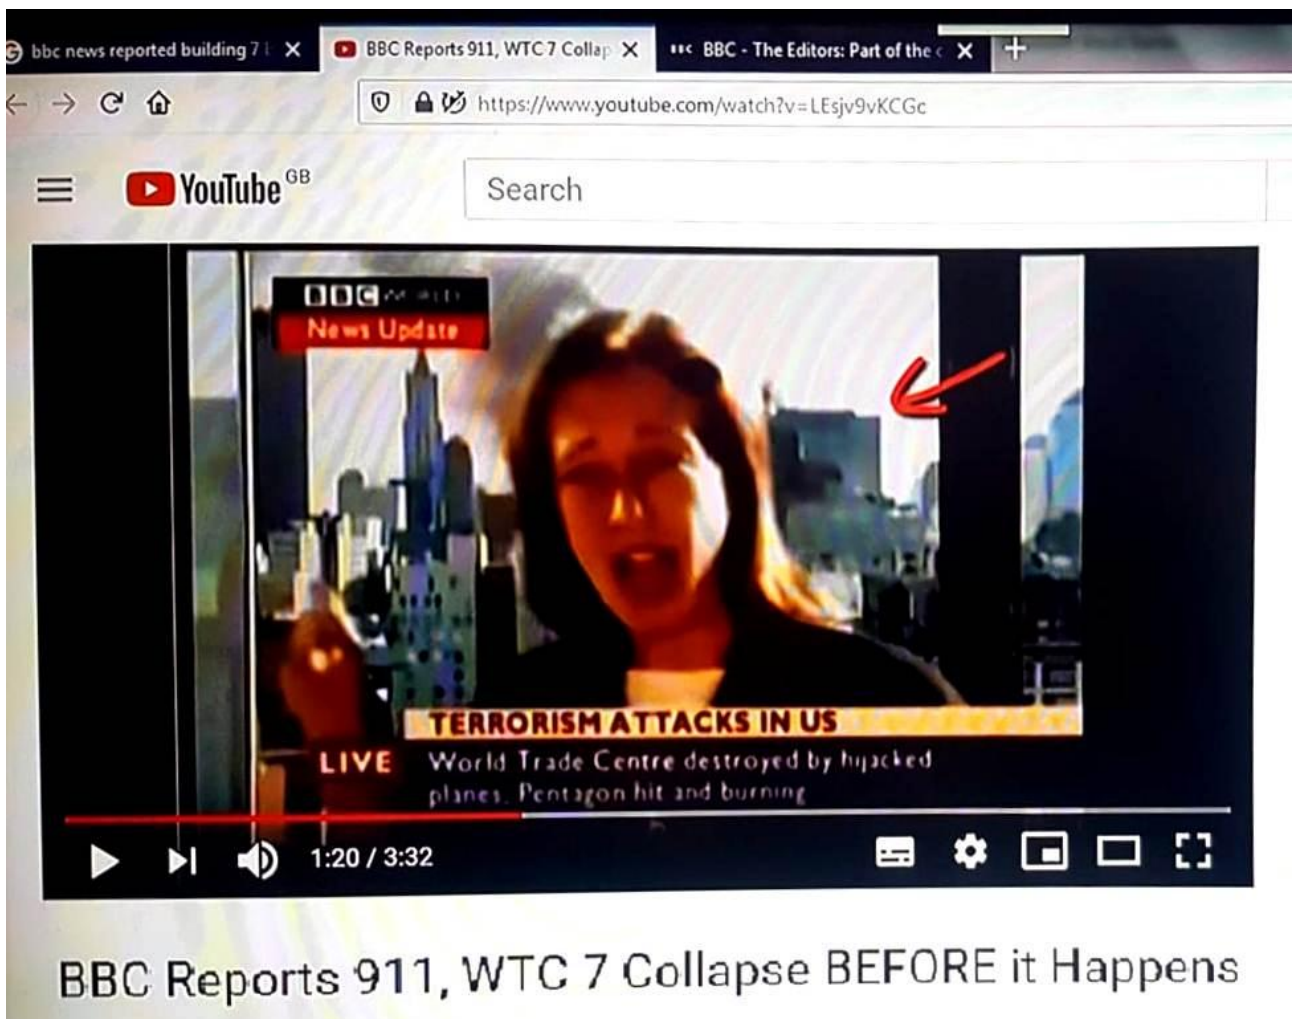 bbc news reported building 7
BBC Reports 911, WTC 7 Collap
BBC - The Editors: Part of the c
https://www.youtube.com/watch?v=LEsjv9vKCGc
YouTube GB
Search
BBC WORLD
News Update
TERRORISM ATTACKS IN US
LIVE
World Trade Centre destroyed by hijacked
planes. Pentagon hit and burning
1:20 / 3:32
BBC Reports 911, WTC 7 Collapse BEFORE it Happens